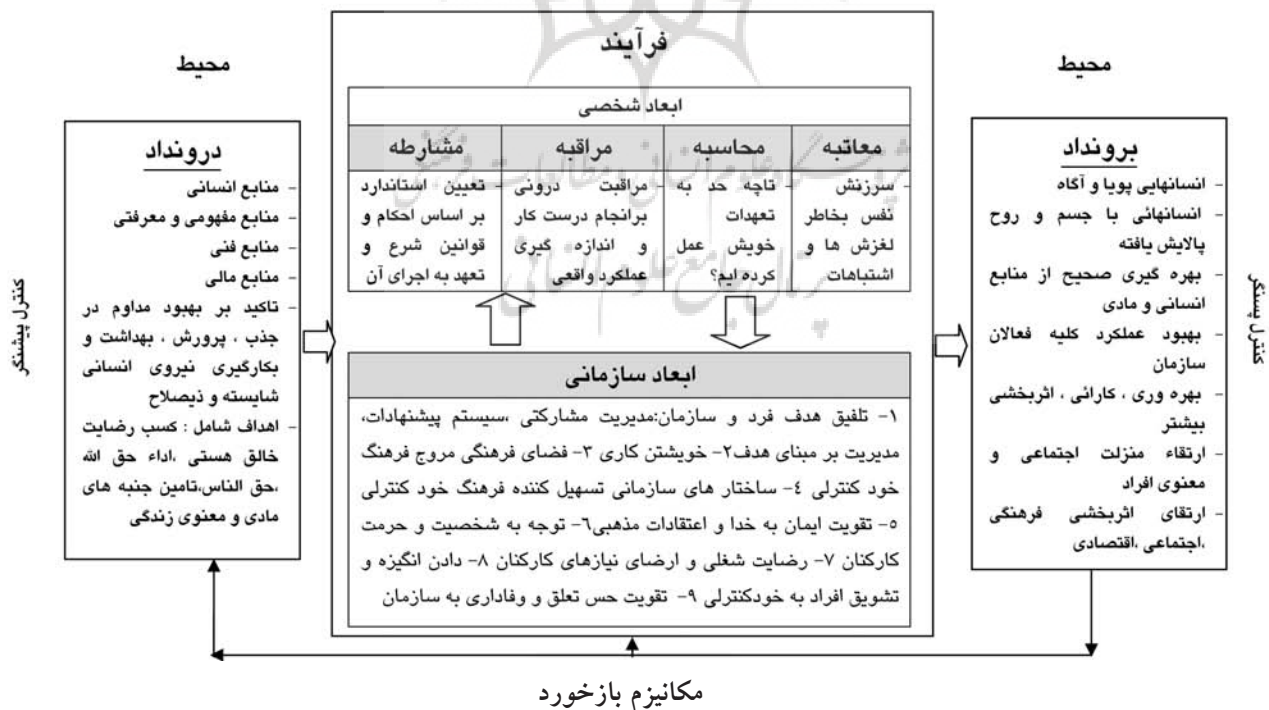 فرآیند
محیط
محیط
ابعاد شخصی
معاتبه
محاسبه
مراقبه
مشارطه
- سرزنش
نفس بخاطر
لغزش ها و
اشتباهات
تاچه حد به
تعهدات
خویش عمل
کرده ایم؟
مراقبت درونی
برانجام درست کار
و اندازه گیری
عملکرد واقعی
تعیین استاندارد
بر اساس احکام و
قوانین شرع و
تعهد به اجرای آن
ابعاد سازمانی
۱- تلفیق هدف فرد و سازمان:مدیریت مشارکتی ،سیستم پیشنهادات،
مدیریت بر مبنای هدف۲- خویشتن کاری ۳- فضای فرهنگی مروج فرهنگ
خود کنترلی ٤- ساختار های سازمانی تسهیل کننده فرهنگ خود کنترلی
٥- تقویت ایمان به خدا و اعتقادات مذهبی٦- توجه به شخصیت و حرمت
کارکنان ۷- رضایت شغلی و ارضای نیازهای کارکنان ۸- دادن انگیزه و
تشویق افراد به خودکنترلی ۹- تقویت حس تعلق و وفاداری به سازمان
برونداد
- انسانهایی پویا و آگاه
- انسانهائی با جسم و روح
پالایش یافته
- بهره گیری صحیح از منابع
انسانی و مادی
- بهبود عملکرد کلیه فعالان
سازمان
- بهره وری ، کارائی ، اثربخشی
بیشتر
- ارتقاء منزلت اجتماعی و
معنوی افراد
- ارتقای اثربخشی فرهنگی
،اجتماعی ،اقتصادی
کنترل پسنگر
درونداد
- منابع انسانی
- منابع مفهومی و معرفتی
- منابع فنی
- منابع مالی
- تاکید بر بهبود مداوم در
جذب ، پرورش ، بهداشت و
بکارگیری نیروی انسانی
شایسته و ذیصلاح
- اهداف شامل : کسب رضایت
خالق هستی ،اداء حق الله
،حق الناس،تامین جنبه های
مادی و معنوی زندگی
کنترل پیشنگر
مکانیزم بازخورد
پژوهشگاه علوم انسانی و مطالعات فرهنگی
پرتال جامع علوم انسانی